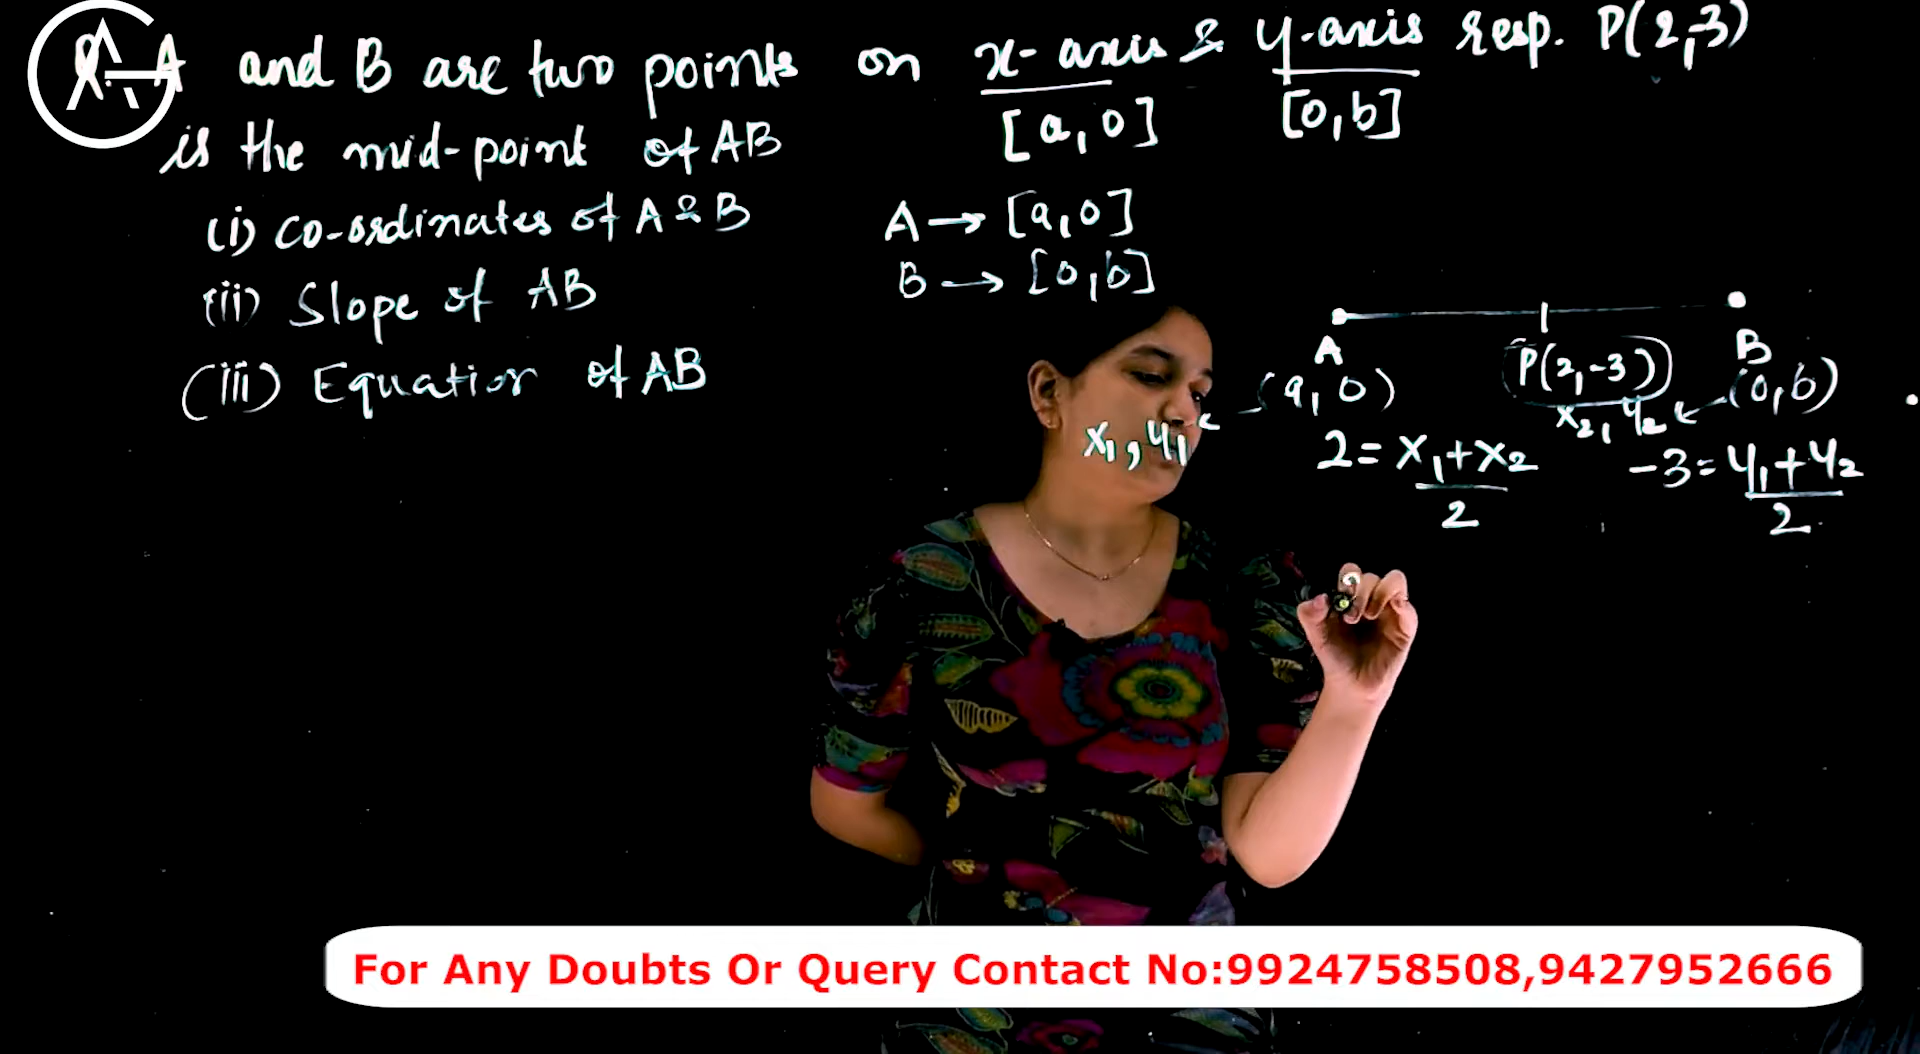 Q. A and B are two points on x-axis & y-axis resp. P(2,-3)
[a,0] [0,b]
is the mid-point of AB
(i) co-ordinates of A & B
(ii) Slope of AB
(iii) Equation of AB
A → [a,0]
B → [0,b]
A P(2,-3) B
(a,0) (0,b)
x1, y1 x2, y2
2 = x1+x2/2 -3 = y1+y2/2
For Any Doubts Or Query Contact No:9924758508,9427952666